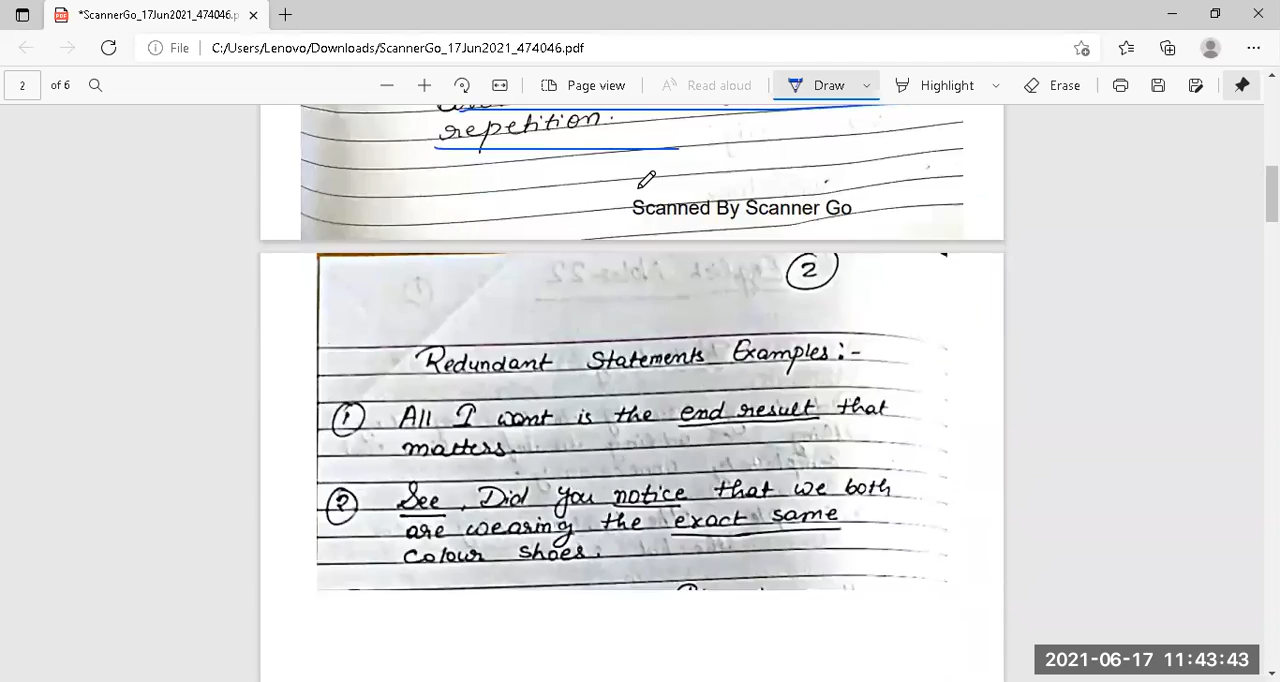 *ScannerGo_17Jun2021_474046.p
File C:/Users/Lenovo/Downloads/ScannerGo_17Jun2021_474046.pdf
2 of 6 Page view Read aloud Draw Highlight Erase
repetition.
Scanned By Scanner Go
2
Redundant Statements Examples:-
1 All I want is the end result that
matters.
2 See, Did you notice that we both
are wearing the exact same
colour shoes.
2021-06-17 11:43:43